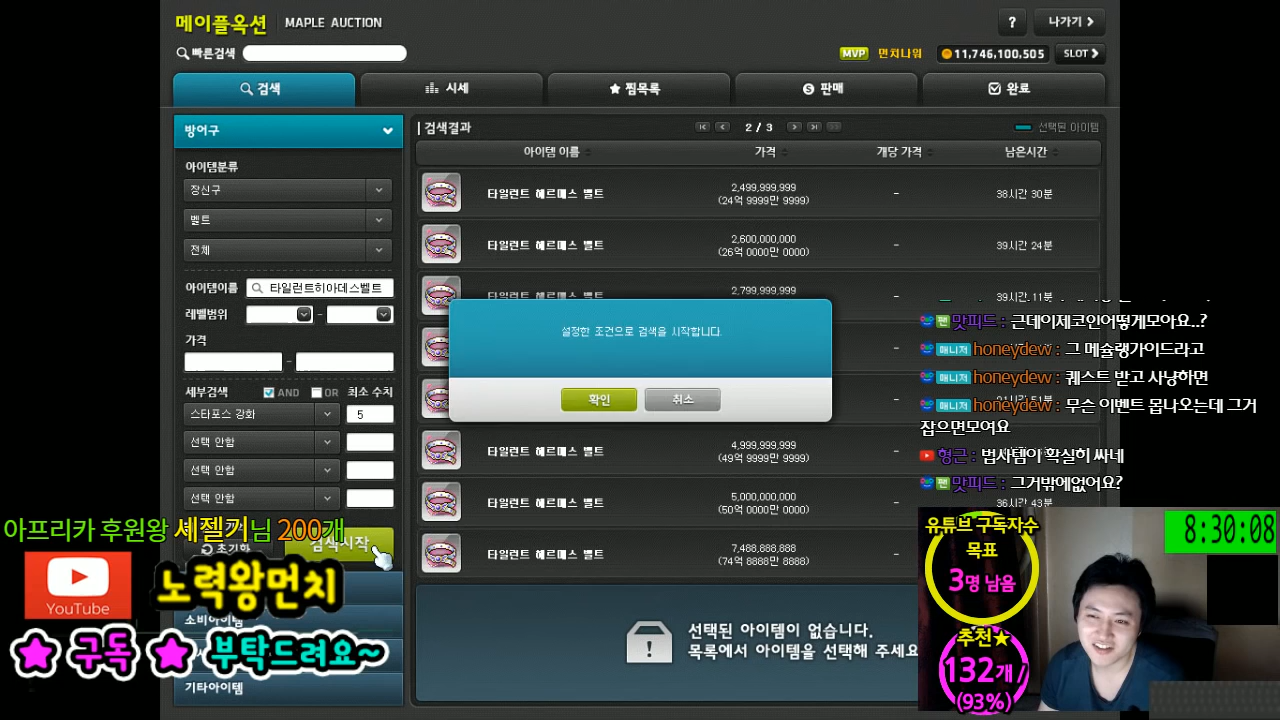 메이플옥션 MAPLE AUCTION
? 나가기
빠른검색
MVP 먼치나워 11,746,100,505 SLOT
검색 시세 찜목록 판매 완료
방어구
아이템분류
장신구
벨트
전체
아이템이름 타일런트히아데스벨트
레벨범위 -
가격
-
세부검색 AND OR 최소 수치
스타포스 강화 5
선택 안함
선택 안함
선택 안함
초기화 검색시작
소비아이템
기타아이템
검색결과 2 / 3 선택된 아이템
아이템 이름 가격 개당 가격 남은시간
타일런트 헤르메스 벨트 2,499,999,999 - 38시간 30분
(24억 9999만 9999)
타일런트 헤르메스 벨트 2,600,000,000 - 39시간 24분
(26억 0000만 0000)
타일런트 헤르메스 벨트 2,799,999,999 - 39시간 11분
타일런트 헤르메스 벨트 4,999,999,999 -
(49억 9999만 9999)
타일런트 헤르메스 벨트 5,000,000,000 - 36시간 43분
(50억 0000만 0000)
타일런트 헤르메스 벨트 7,488,888,888 -
(74억 8888만 8888)
설정한 조건으로 검색을 시작합니다.
확인 취소
선택된 아이템이 없습니다.
목록에서 아이템을 선택해 주세요
팬 맛피드 : 근데이제코인어떻게모아요..?
매니저 honeydew : 그 메슬랭가이드라고
매니저 honeydew : 퀘스트 받고 사냥하면
매니저 honeydew : 무슨 이벤트 몹나오는데 그거
잡으면모여요
형근 : 법사템이 확실히 싸네
팬 맛피드 : 그거밖에없어요?
아프리카 후원왕 세젤기님 200개
YouTube
노력왕먼치
★ 구독 ★ 부탁드려요~
유튜브 구독자수
목표
3명 남음
추천★
132개 /
(93%)
8:30:08